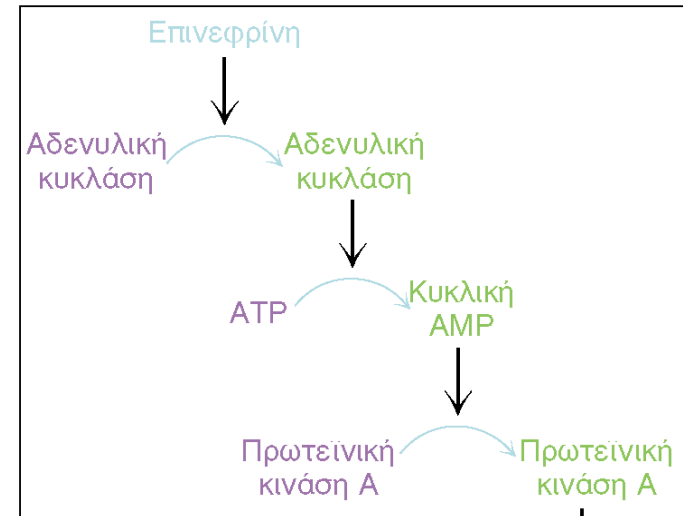 Επινεφρίνη
Αδενυλική
κυκλάση
Αδενυλική
κυκλάση
ATP
Κυκλική
AMP
Πρωτεϊνική
κινάση Α
Πρωτεϊνική
κινάση Α